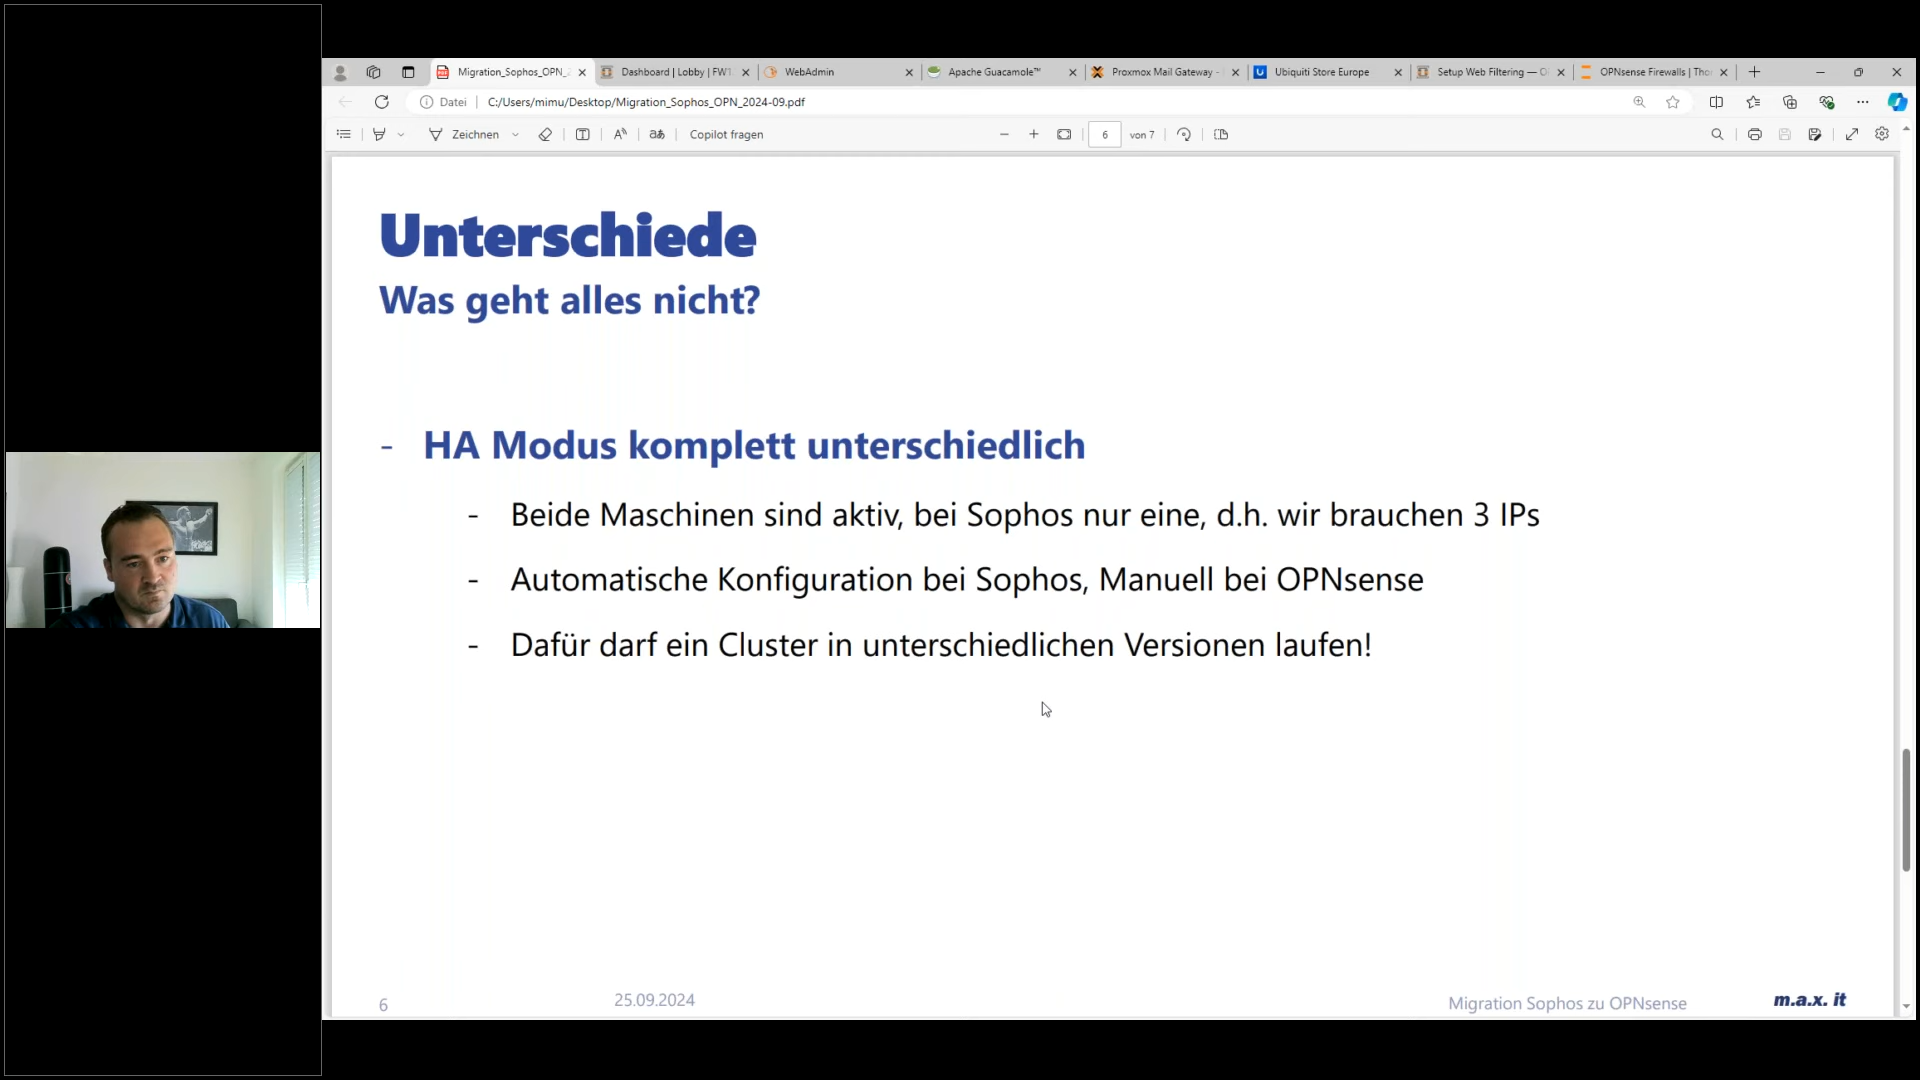 Migration_Sophos_OPN_2
Dashboard | Lobby | FW1
WebAdmin
Apache Guacamole™
Proxmox Mail Gateway -
Ubiquiti Store Europe
Setup Web Filtering — O
OPNsense Firewalls | Tho
Datei
C:/Users/mimu/Desktop/Migration_Sophos_OPN_2024-09.pdf
Zeichnen
Copilot fragen
6 von 7
Unterschiede
Was geht alles nicht?
- HA Modus komplett unterschiedlich
- Beide Maschinen sind aktiv, bei Sophos nur eine, d.h. wir brauchen 3 IPs
- Automatische Konfiguration bei Sophos, Manuell bei OPNsense
- Dafür darf ein Cluster in unterschiedlichen Versionen laufen!
6
25.09.2024
Migration Sophos zu OPNsense
m.a.x. it